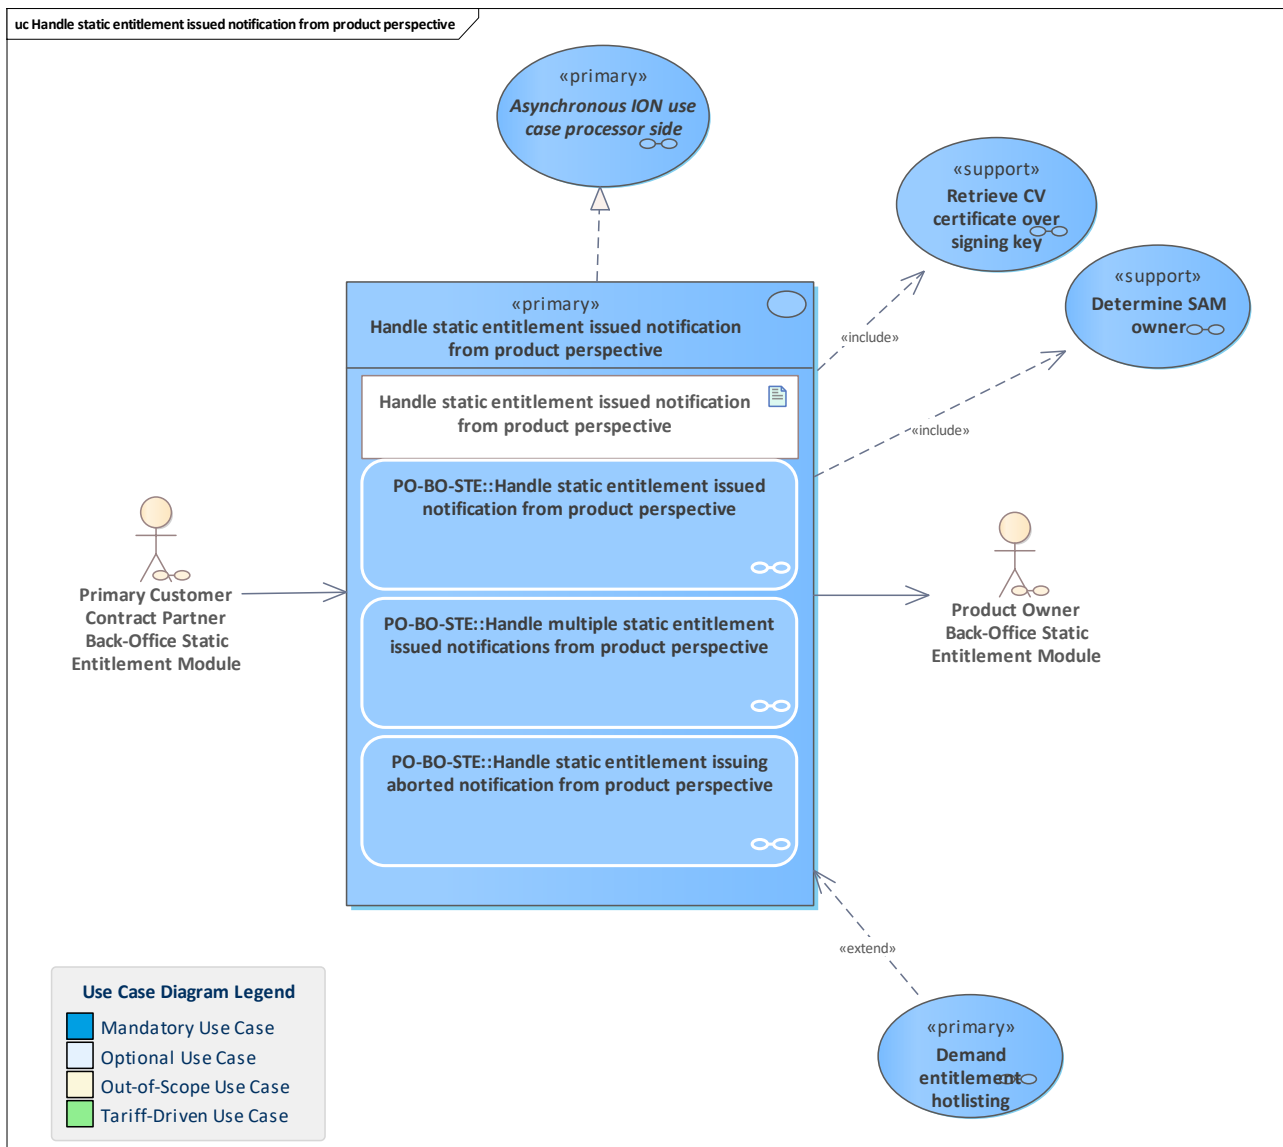 uc Handle static entitlement issued notification from product perspective
«primary»
Asynchronous ION use
case processor side
«support»
Retrieve CV
certificate over
signing key
«support»
Determine SAM
owner
«primary»
Handle static entitlement issued notification
from product perspective
«include»
«include»
Handle static entitlement issued notification
from product perspective
PO-BO-STE::Handle static entitlement issued
notification from product perspective
Primary Customer
Contract Partner
Back-Office Static
Entitlement Module
PO-BO-STE::Handle multiple static entitlement
issued notifications from product perspective
Product Owner
Back-Office Static
Entitlement Module
PO-BO-STE::Handle static entitlement issuing
aborted notification from product perspective
«extend»
«primary»
Demand
entitlement
hotlisting
Use Case Diagram Legend
Mandatory Use Case
Optional Use Case
Out-of-Scope Use Case
Tariff-Driven Use Case